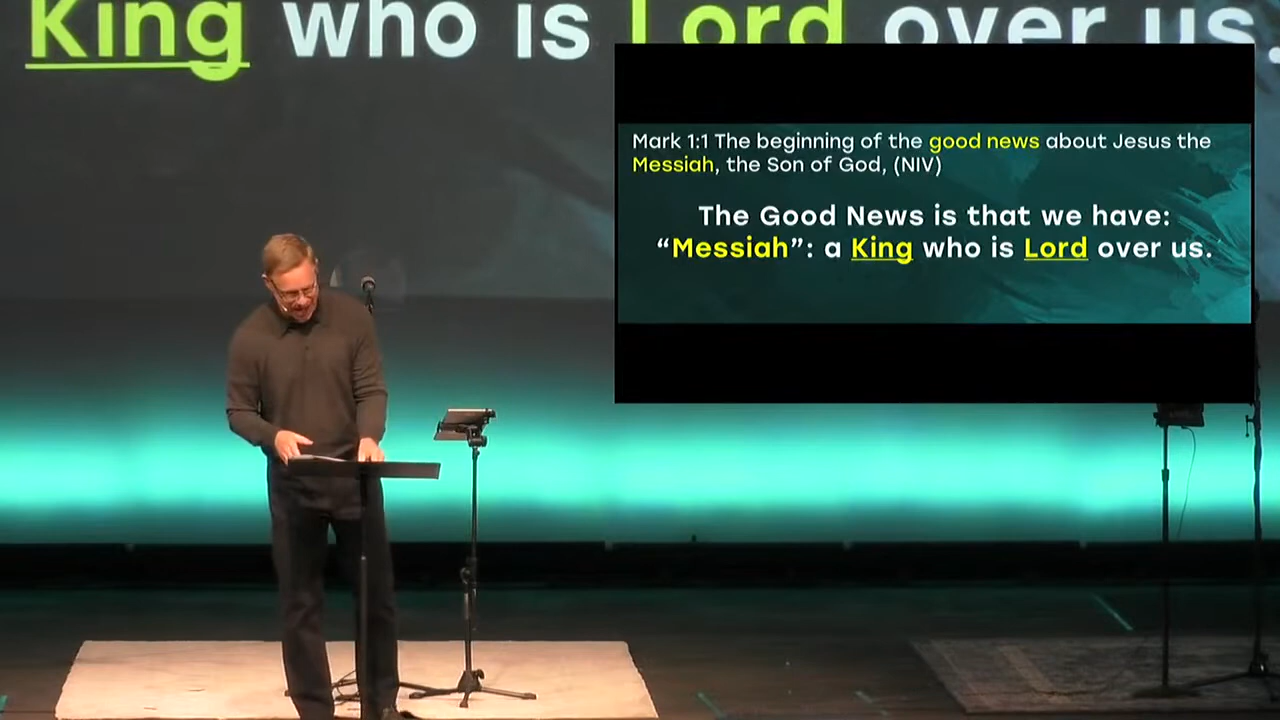 King who is Lord over us.
Mark 1:1 The beginning of the good news about Jesus the
Messiah, the Son of God, (NIV)
The Good News is that we have:
“Messiah”: a King who is Lord over us.